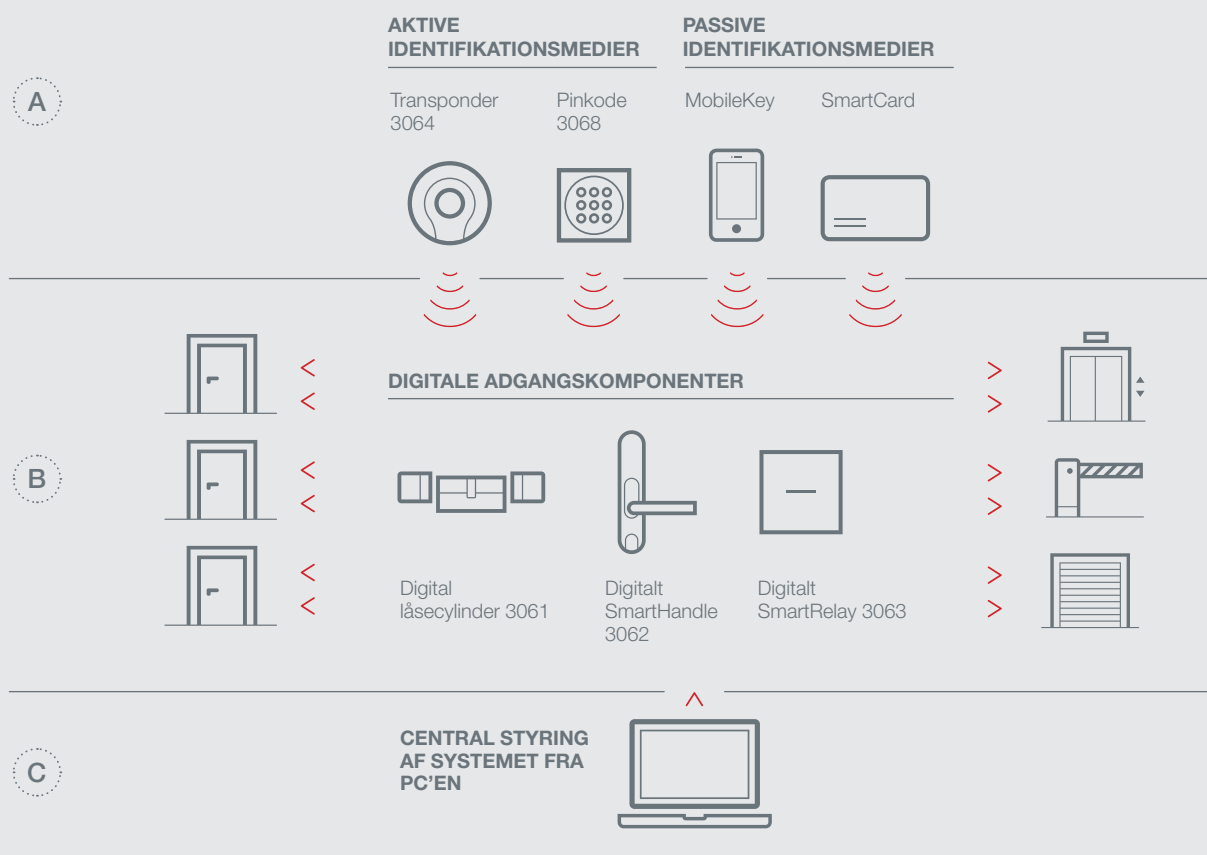 AKTIVE
IDENTIFIKATIONSMEDIER
PASSIVE
IDENTIFIKATIONSMEDIER
A
Transponder
3064
Pinkode
3068
MobileKey
SmartCard
DIGITALE ADGANGSKOMPONENTER
B
Digital
låsecylinder 3061
Digitalt
SmartHandle
3062
Digitalt
SmartRelay 3063
C
CENTRAL STYRING
AF SYSTEMET FRA
PC’EN